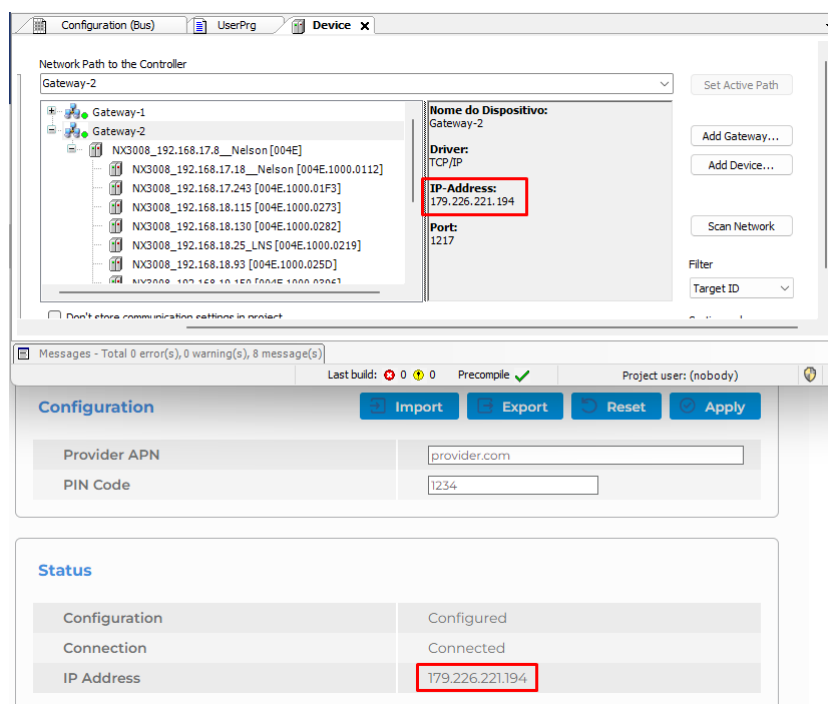 Configuration (Bus) UserPrg Device X
Network Path to the Controller
Gateway-2 Set Active Path
Gateway-1
Gateway-2
NX3008_192.168.17.8__Nelson [004E]
NX3008_192.168.17.18__Nelson [004E.1000.0112]
NX3008_192.168.17.243 [004E.1000.01F3]
NX3008_192.168.18.115 [004E.1000.0273]
NX3008_192.168.18.130 [004E.1000.0282]
NX3008_192.168.18.25_LNS [004E.1000.0219]
NX3008_192.168.18.93 [004E.1000.025D]
Nome do Dispositivo:
Gateway-2
Driver:
TCP/IP
IP-Address:
179.226.221.194
Port:
1217
Add Gateway...
Add Device...
Scan Network
Filter
Target ID
Don't store communication settings in project
Messages - Total 0 error(s), 0 warning(s), 8 message(s)
Last build: 0 0 Precompile Project user: (nobody)
Configuration Import Export Reset Apply
Provider APN provider.com
PIN Code 1234
Status
Configuration Configured
Connection Connected
IP Address 179.226.221.194